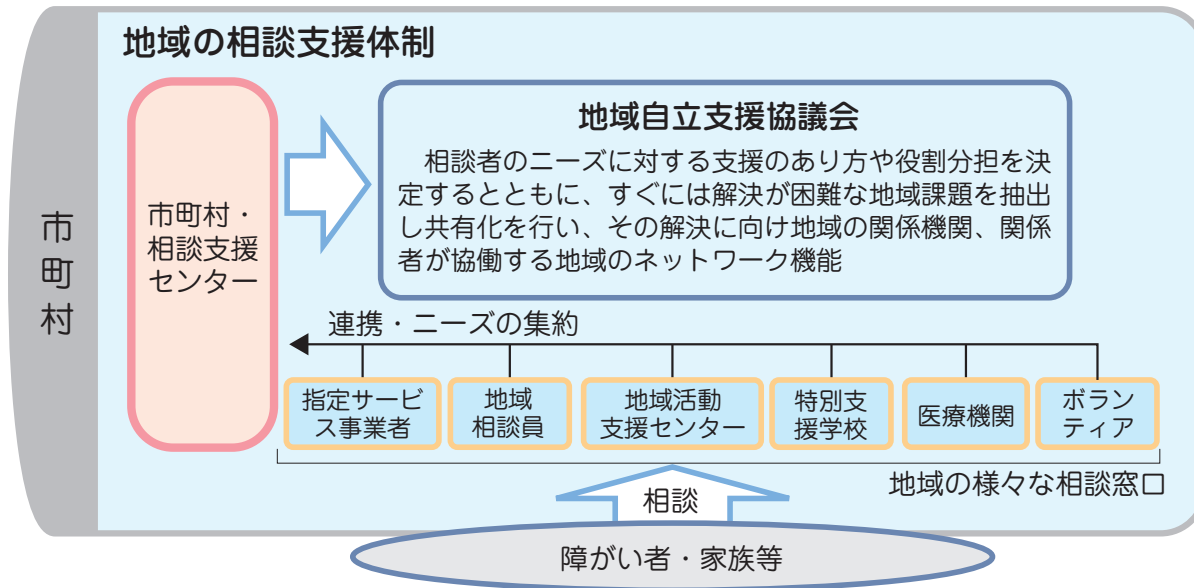 地域の相談支援体制
市町村
市町村・
相談支援
センター
地域自立支援協議会
相談者のニーズに対する支援のあり方や役割分担を決
定するとともに、すぐには解決が困難な地域課題を抽出
し共有化を行い、その解決に向け地域の関係機関、関係
者が協働する地域のネットワーク機能
連携・ニーズの集約
指定サービ
ス事業者
地域
相談員
地域活動
支援センター
特別支
援学校
医療機関
ボラン
ティア
地域の様々な相談窓口
相談
障がい者・家族等